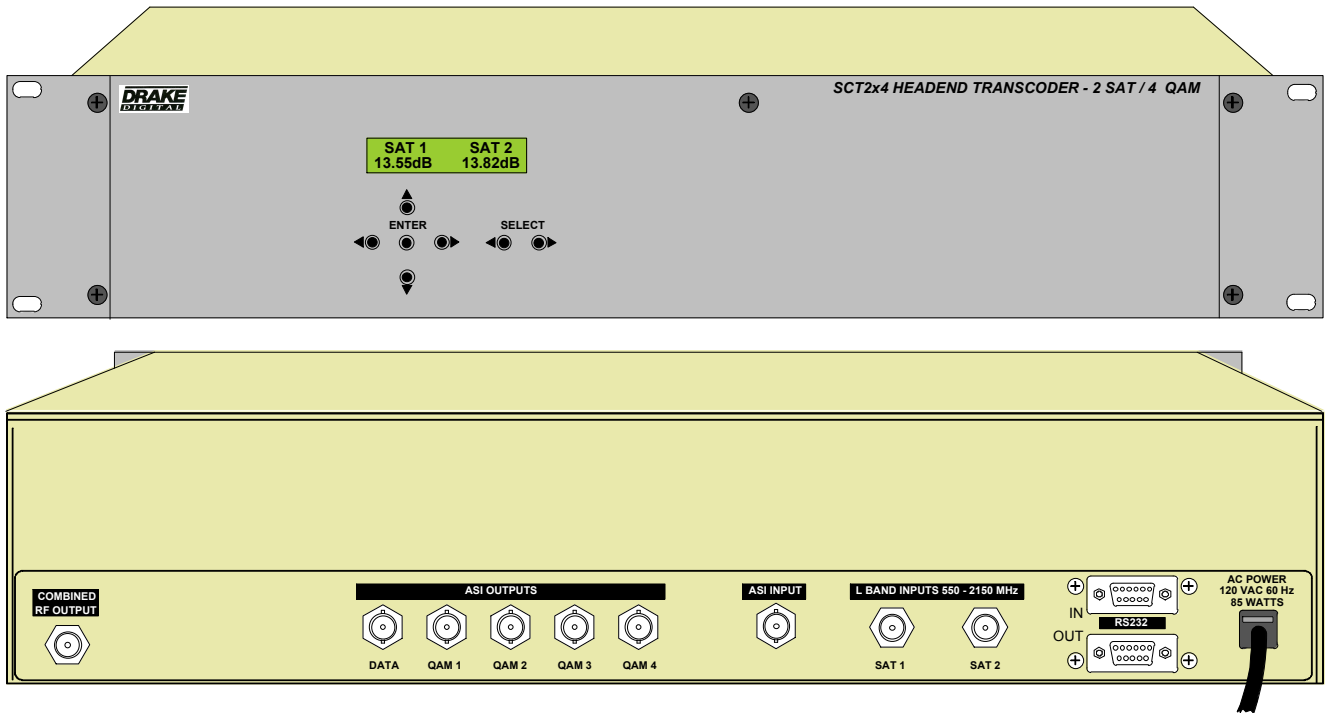 DRAKE
DIGITAL
SCT2x4 HEADEND TRANSCODER - 2 SAT / 4 QAM
SAT 1 SAT 2
13.55dB 13.82dB
ENTER SELECT
COMBINED
RF OUTPUT
ASI OUTPUTS
DATA QAM 1 QAM 2 QAM 3 QAM 4
ASI INPUT
L BAND INPUTS 550 - 2150 MHz
SAT 1 SAT 2
IN
RS232
OUT
AC POWER
120 VAC 60 Hz
85 WATTS